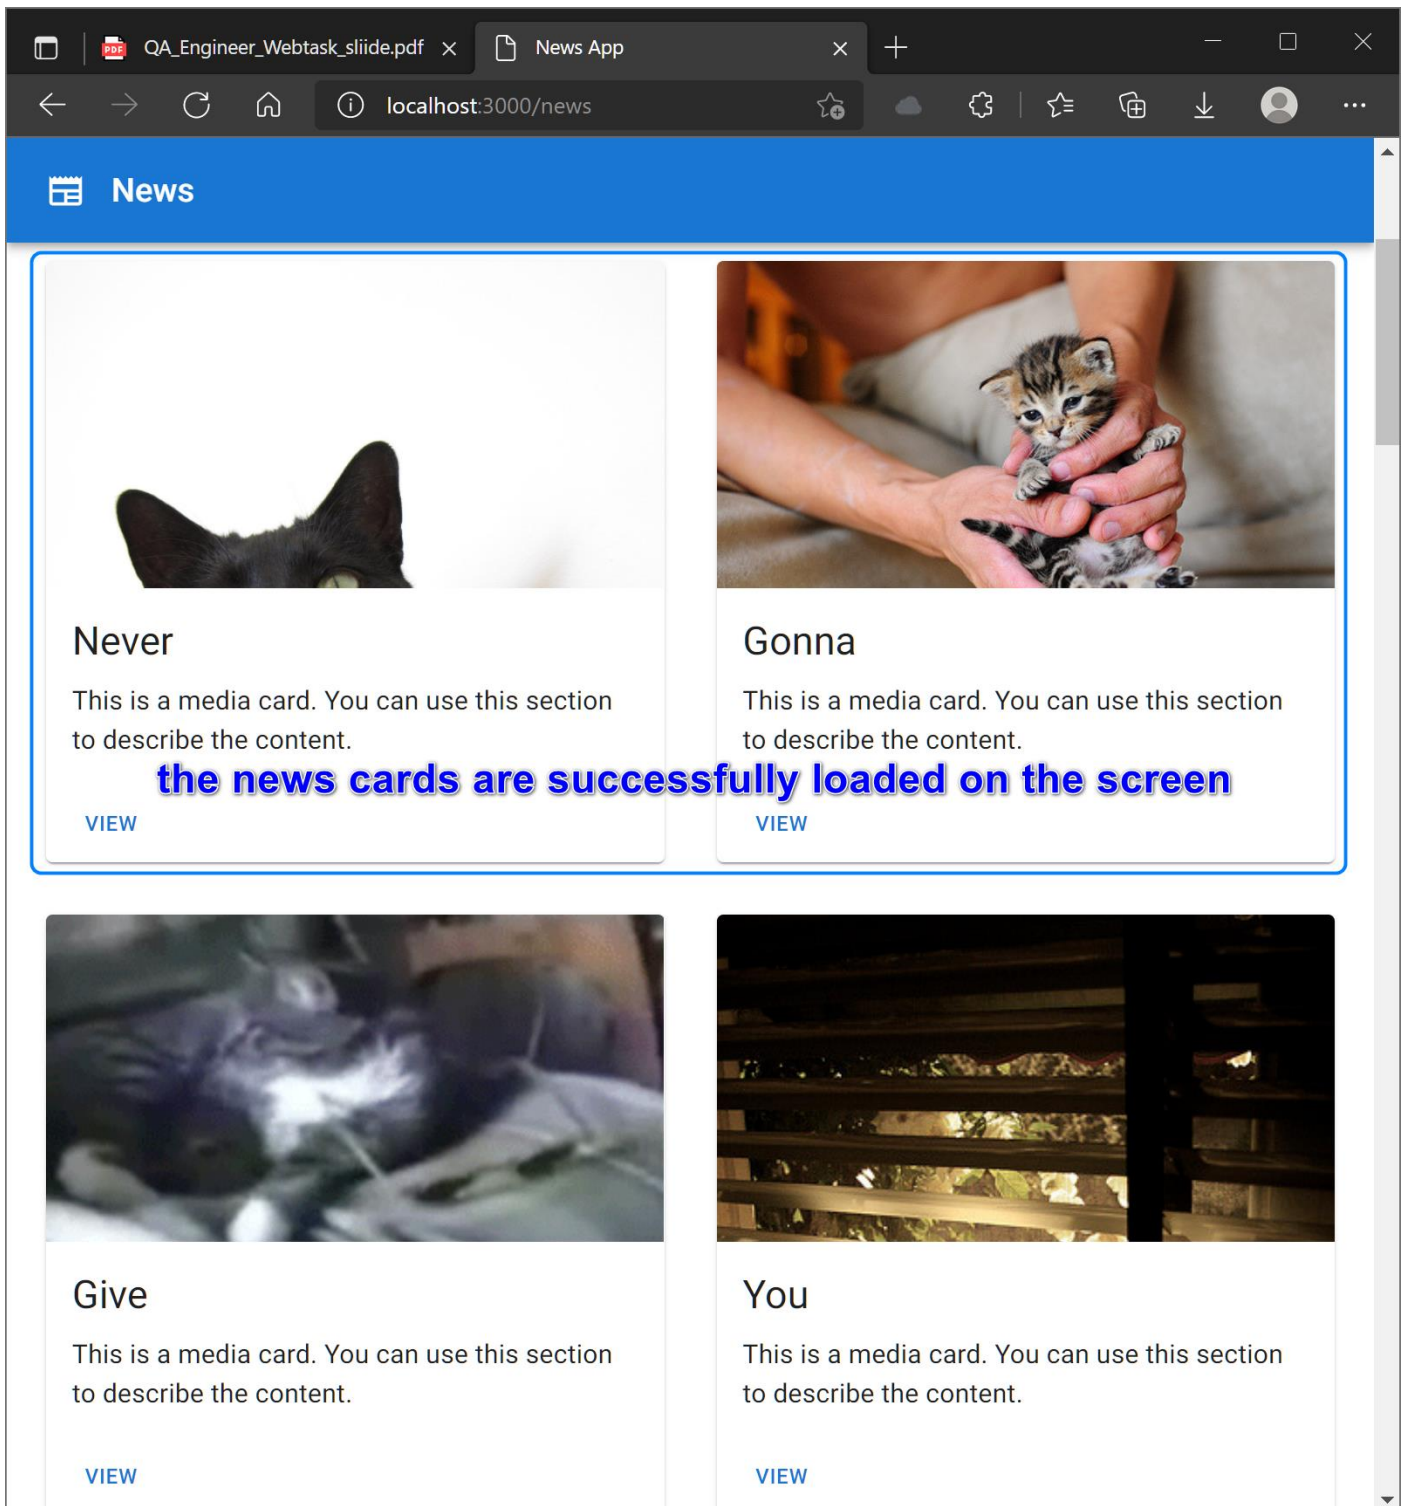 PDF QA_Engineer_Webtask_sliide.pdf
News App
localhost:3000/news
News
Never
This is a media card. You can use this section
to describe the content.
VIEW
Gonna
This is a media card. You can use this section
to describe the content.
VIEW
the news cards are successfully loaded on the screen
Give
This is a media card. You can use this section
to describe the content.
VIEW
You
This is a media card. You can use this section
to describe the content.
VIEW